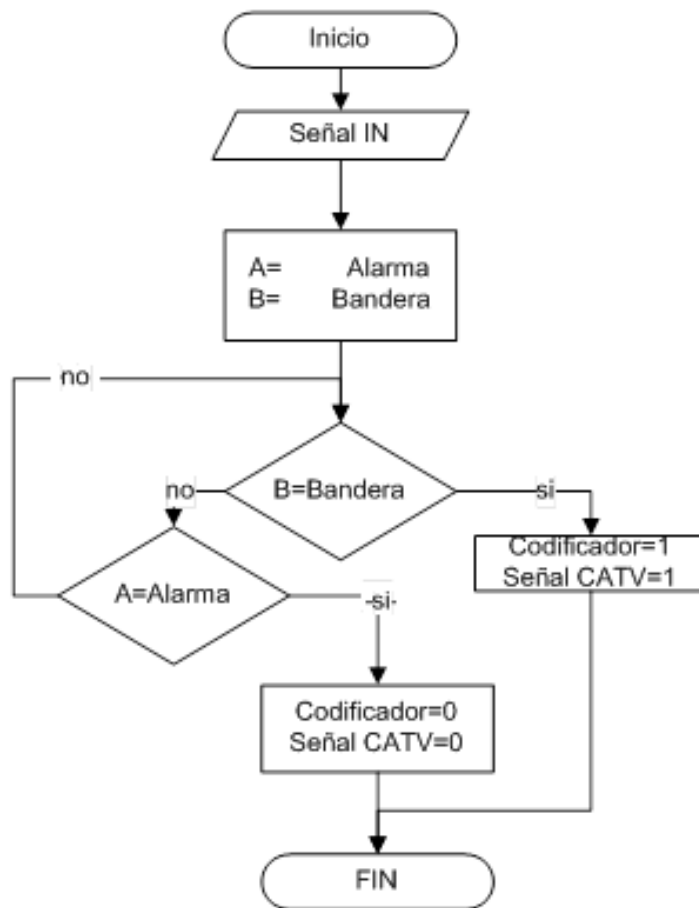 Inicio
Señal IN
A= Alarma
B= Bandera
no
B=Bandera
no
si
Codificador=1
Señal CATV=1
A=Alarma
-si-
Codificador=0
Señal CATV=0
FIN